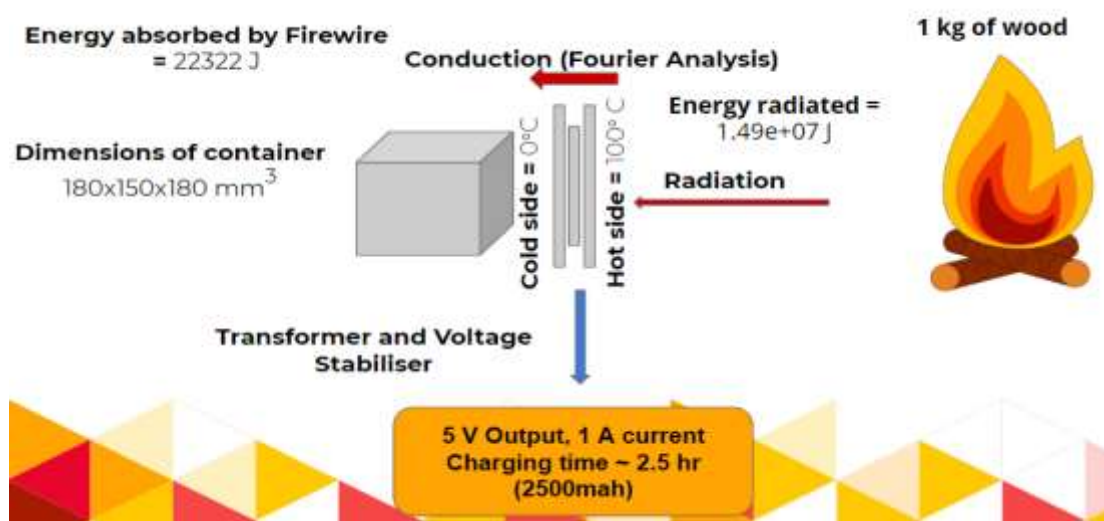 Energy absorbed by Firewire
= 22322 J
Conduction (Fourier Analysis)
1 kg of wood
Dimensions of container
180x150x180 mm³
Cold side = 0°C
Hot side = 100° C
Energy radiated =
1.49e+07 J
Radiation
Transformer and Voltage
Stabiliser
5 V Output, 1 A current
Charging time ~ 2.5 hr
(2500mah)